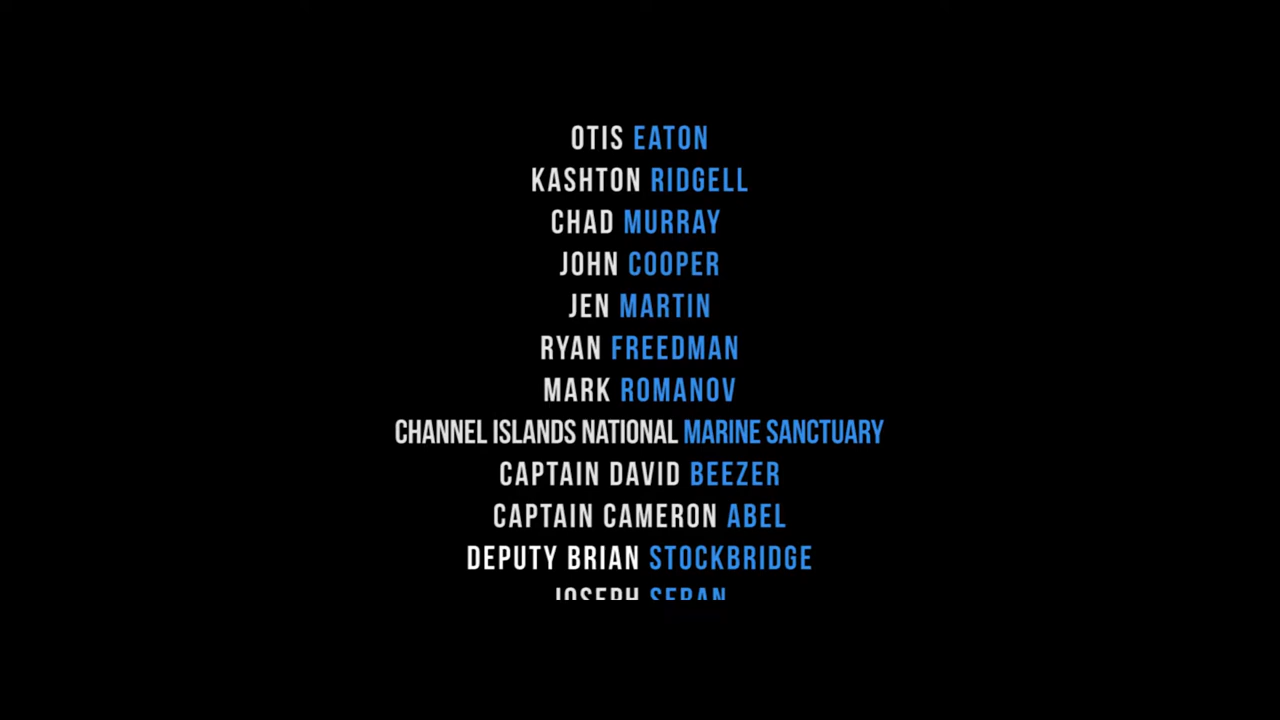 OTIS EATON
KASHTON RIDGELL
CHAD MURRAY
JOHN COOPER
JEN MARTIN
RYAN FREEDMAN
MARK ROMANOV
CHANNEL ISLANDS NATIONAL MARINE SANCTUARY
CAPTAIN DAVID BEEZER
CAPTAIN CAMERON ABEL
DEPUTY BRIAN STOCKBRIDGE
JOSEPH